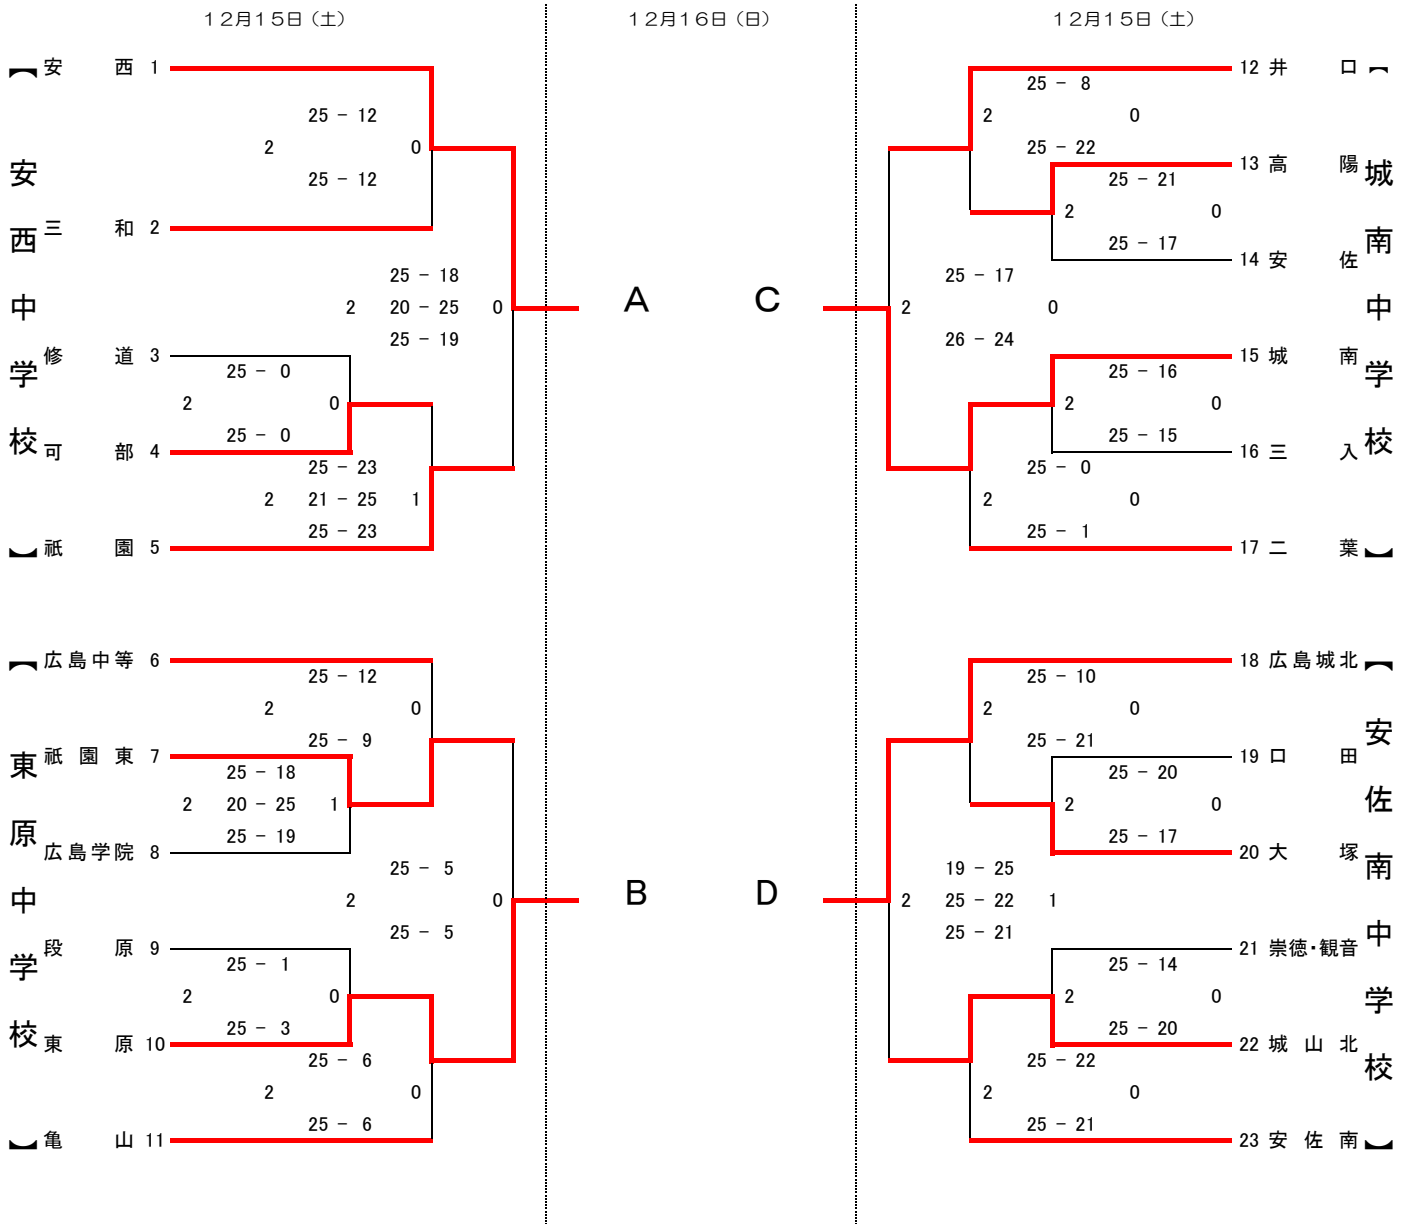 12月15日（土） 12月16日（日） 12月15日（土）
【安西中学校】
安西 1
25 － 12
2 0
25 － 12
三和 2
25 － 18
2 20 － 25 0
25 － 19
修道 3
25 － 0
2 0
25 － 0
可部 4
25 － 23
2 21 － 25 1
25 － 23
祇園 5
A
【東原中学校】
広島中等 6
25 － 12
2 0
25 － 9
祇園東 7
25 － 18
2 20 － 25 1
25 － 19
広島学院 8
25 － 5
2 0
25 － 5
段原 9
25 － 1
2 0
25 － 3
東原 10
25 － 6
2 0
25 － 6
亀山 11
B
C
12 井口
25 － 8
2 0
25 － 22
13 高陽
25 － 21
2 0
25 － 17
14 安佐
25 － 17
2 0
26 － 24
15 城南
25 － 16
2 0
25 － 15
16 三入
25 － 0
2 0
25 － 1
17 二葉
【城南中学校】
D
18 広島城北
25 － 10
2 0
25 － 21
19 口田
25 － 20
2 0
25 － 17
20 大塚
19 － 25
2 25 － 22 1
25 － 21
21 崇徳・観音
25 － 14
2 0
25 － 20
22 城山北
25 － 22
2 0
25 － 21
23 安佐南
【安佐南中学校】